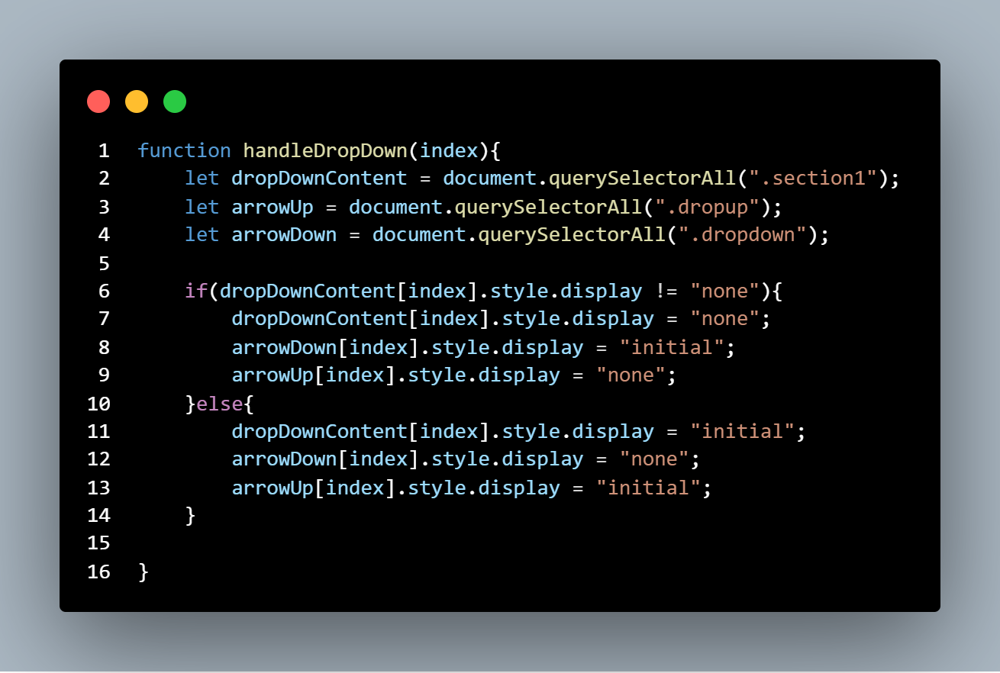 1 function handleDropDown(index){
2     let dropDownContent = document.querySelectorAll(".section1");
3     let arrowUp = document.querySelectorAll(".dropup");
4     let arrowDown = document.querySelectorAll(".dropdown");
5
6     if(dropDownContent[index].style.display != "none"){
7         dropDownContent[index].style.display = "none";
8         arrowDown[index].style.display = "initial";
9         arrowUp[index].style.display = "none";
10     }else{
11         dropDownContent[index].style.display = "initial";
12         arrowDown[index].style.display = "none";
13         arrowUp[index].style.display = "initial";
14     }
15
16 }